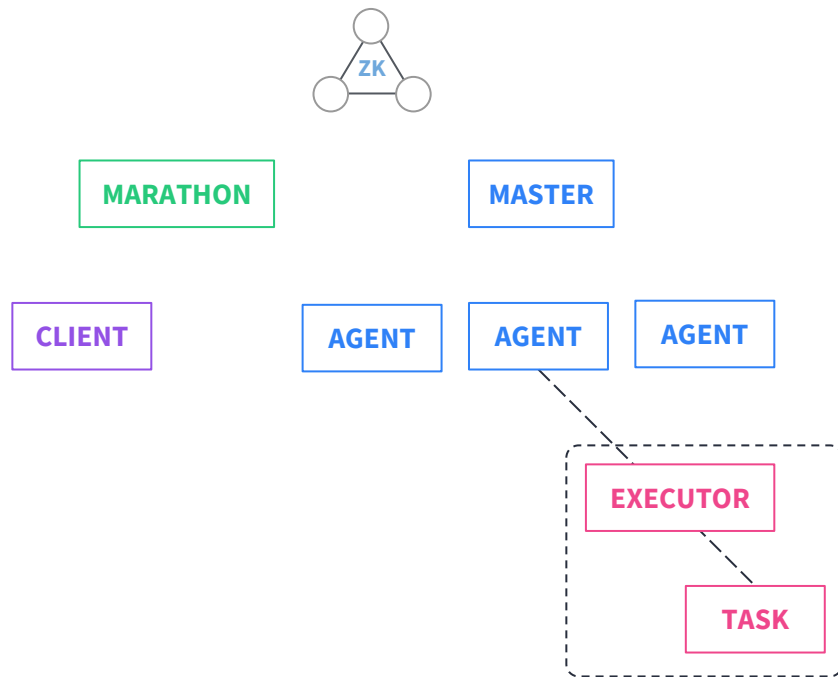 ZK
MARATHON
MASTER
CLIENT
AGENT
AGENT
AGENT
EXECUTOR
TASK